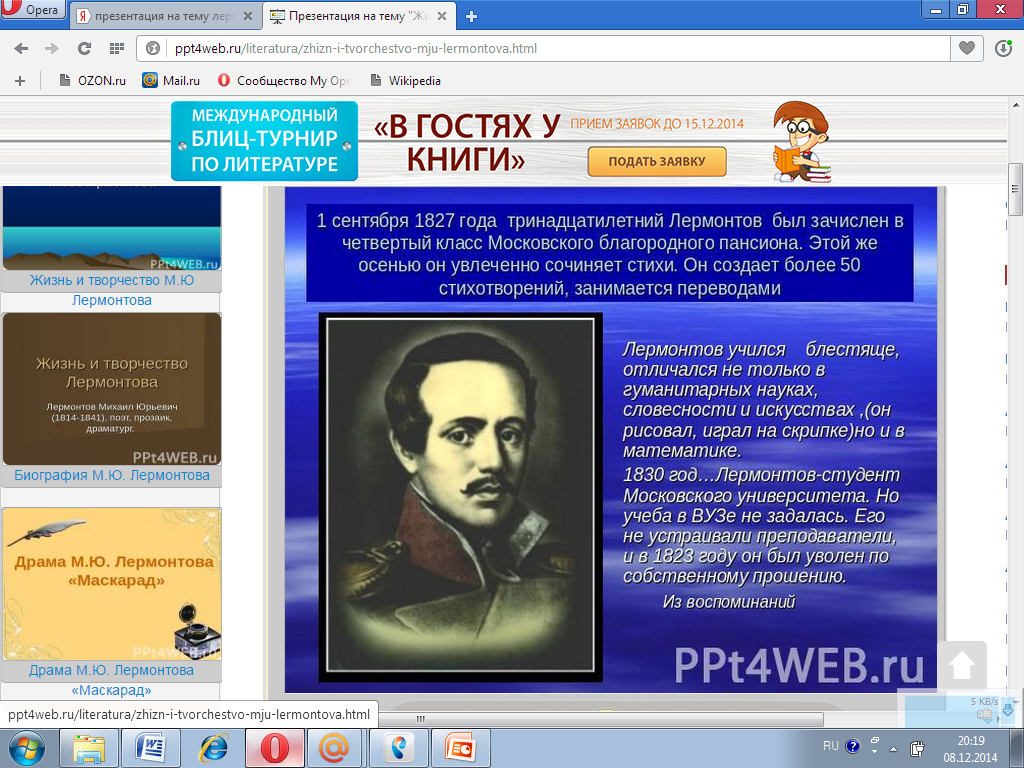 Opera
презентация на тему лер
Презентация на тему "Жи
ppt4web.ru/literatura/zhizn-i-tvorchestvo-mju-lermontova.html
OZON.ru
Mail.ru
Сообщество My Ope
Wikipedia
МЕЖДУНАРОДНЫЙ
БЛИЦ-ТУРНИР
ПО ЛИТЕРАТУРЕ
«В ГОСТЯХ У
КНИГИ»
ПРИЕМ ЗАЯВОК ДО 15.12.2014
ПОДАТЬ ЗАЯВКУ
PPt4WEB.ru
Жизнь и творчество М.Ю
Лермонтова
Жизнь и творчество
Лермонтова
Лермонтов Михаил Юрьевич
(1814-1841), поэт, прозаик,
драматург.
PPt4WEB.ru
Биография М.Ю. Лермонтова
Драма М.Ю. Лермонтова
«Маскарад»
PPt4WEB.ru
Драма М.Ю. Лермонтова
«Маскарад»
1 сентября 1827 года тринадцатилетний Лермонтов был зачислен в
четвертый класс Московского благородного пансиона. Этой же
осенью он увлеченно сочиняет стихи. Он создает более 50
стихотворений, занимается переводами
Лермонтов учился блестяще,
отличался не только в
гуманитарных науках,
словесности и искусствах ,(он
рисовал, играл на скрипке)но и в
математике.
1830 год…Лермонтов-студент
Московского университета. Но
учеба в ВУЗе не задалась. Его
не устраивали преподаватели,
и в 1823 году он был уволен по
собственному прошению.
Из воспоминаний
PPt4WEB.ru
5 KB/s
ppt4web.ru/literatura/zhizn-i-tvorchestvo-mju-lermontova.html
RU
20:19
08.12.2014